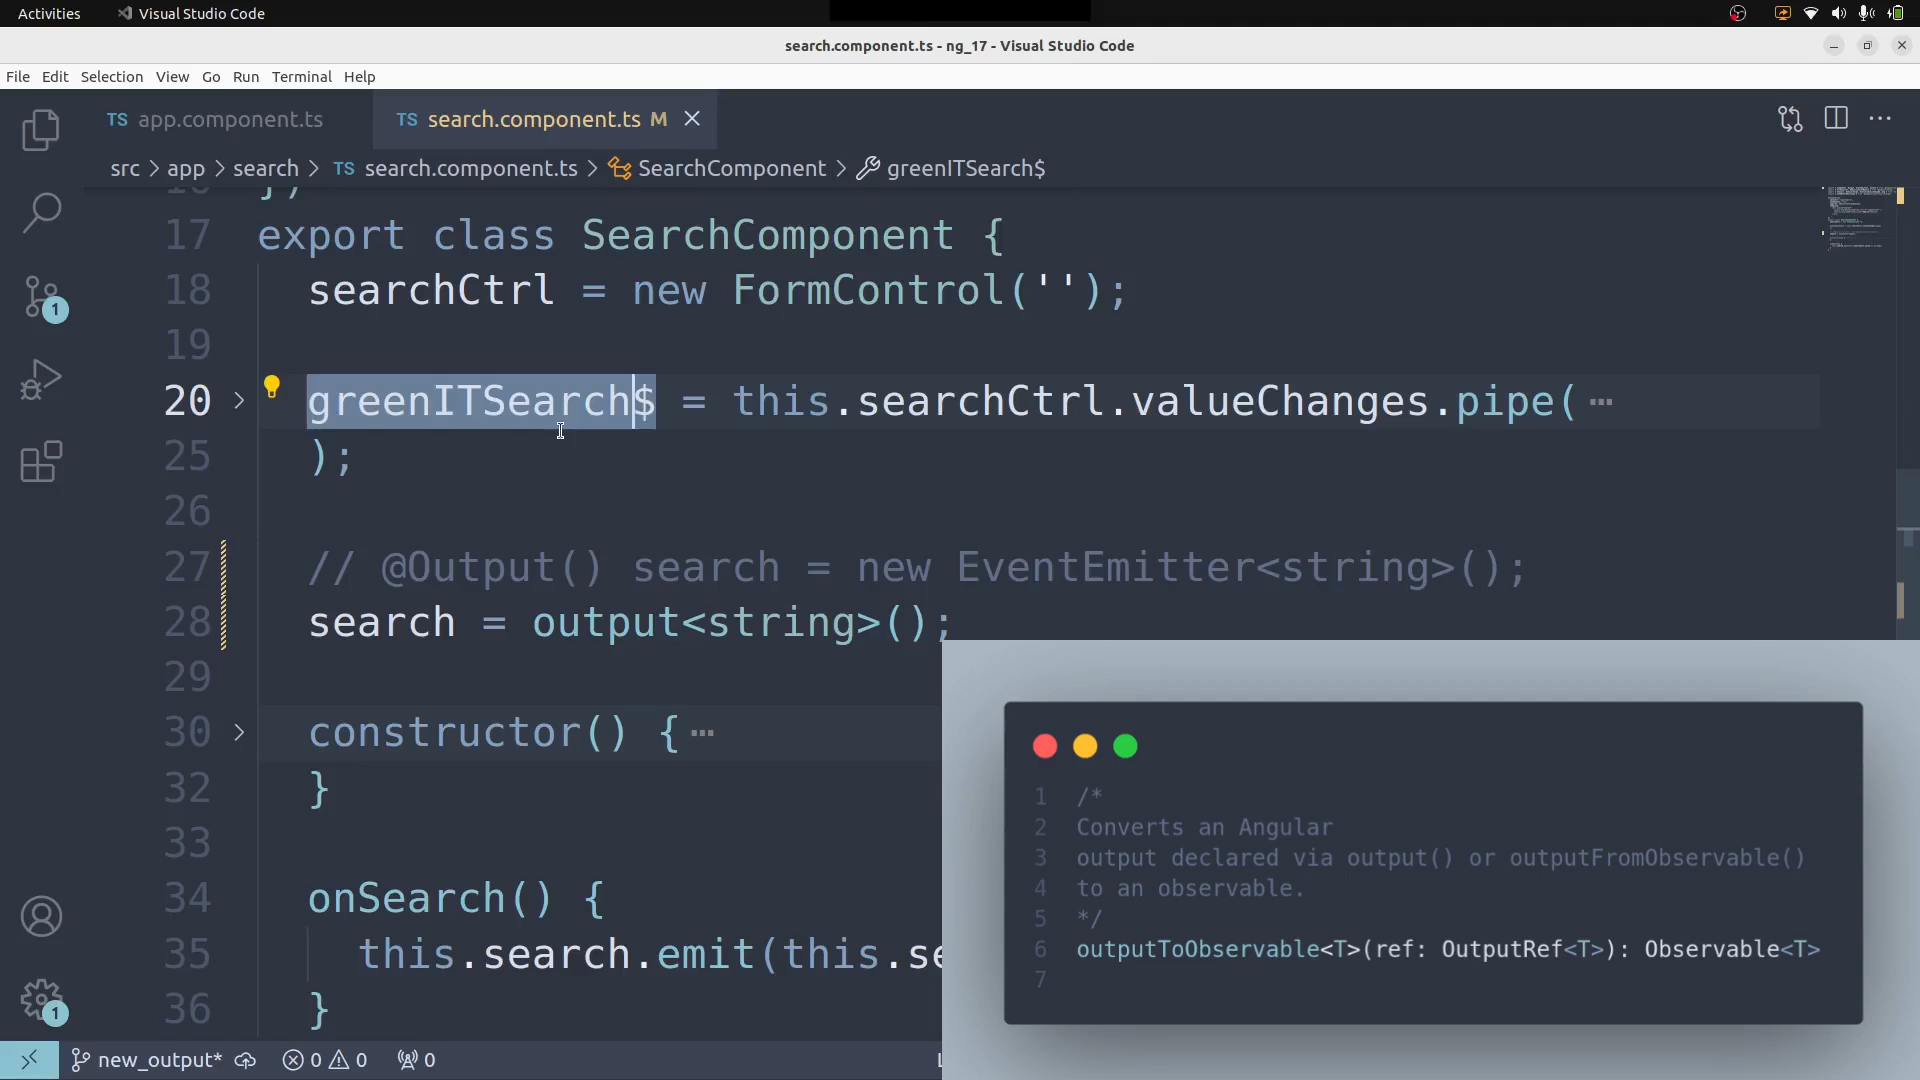 Activities Visual Studio Code
search.component.ts - ng_17 - Visual Studio Code
File Edit Selection View Go Run Terminal Help
TS app.component.ts TS search.component.ts M
src > app > search > TS search.component.ts > SearchComponent > greenITSearch$
17 export class SearchComponent {
18 searchCtrl = new FormControl('');
19
20 greenITSearch$ = this.searchCtrl.valueChanges.pipe( ⋯
25 );
26
27 // @Output() search = new EventEmitter<string>();
28 search = output<string>();
29
30 constructor() { ⋯
32 }
33
34 onSearch() {
35 this.search.emit(this.se
36 }
1 /*
2 Converts an Angular
3 output declared via output() or outputFromObservable()
4 to an observable.
5 */
6 outputToObservable<T>(ref: OutputRef<T>): Observable<T>
7
1
1
new_output* 0 0 0